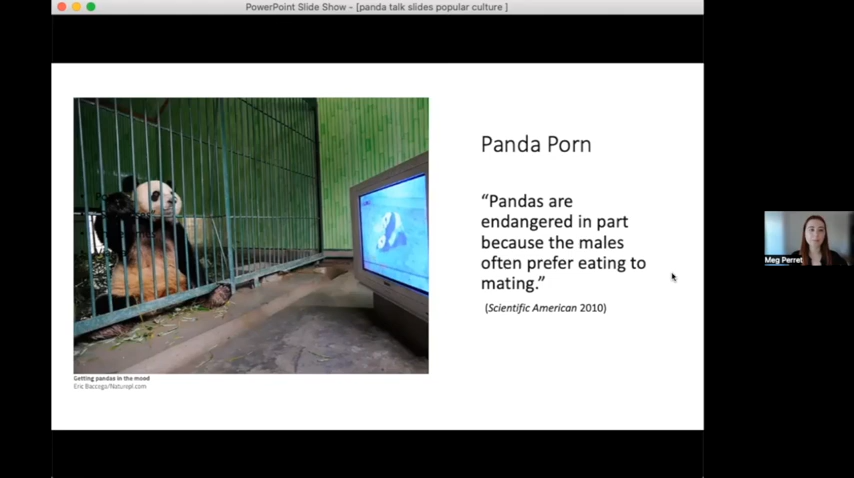 PowerPoint Slide Show - [panda talk slides popular culture ]
Panda Porn
“Pandas are
endangered in part
because the males
often prefer eating to
mating.”
(Scientific American 2010)
Getting pandas in the mood
Eric Baccega/Naturepl.com
Meg Perret